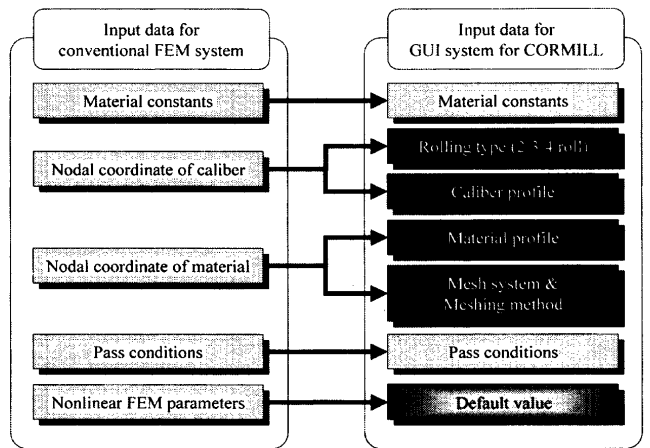 Input data for
conventional FEM system
Material constants
Nodal coordinate of caliber
Nodal coordinate of material
Pass conditions
Nonlinear FEM parameters
Input data for
GUI system for CORMILL
Material constants
Rolling type (2-3-4 roll)
Caliber profile
Material profile
Mesh system &
Meshing method
Pass conditions
Default value